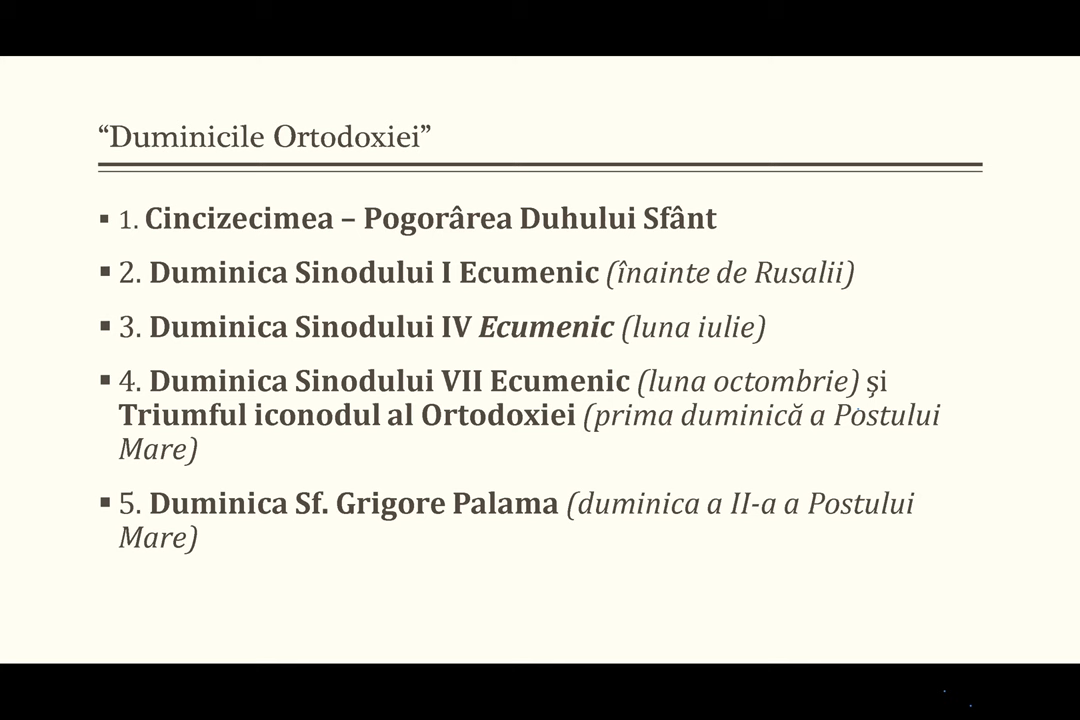 “Duminicile Ortodoxiei”
▪ 1. Cincizecimea – Pogorârea Duhului Sfânt
▪ 2. Duminica Sinodului I Ecumenic (înainte de Rusalii)
▪ 3. Duminica Sinodului IV Ecumenic (luna iulie)
▪ 4. Duminica Sinodului VII Ecumenic (luna octombrie) și
Triumful iconodul al Ortodoxiei (prima duminică a Postului
Mare)
▪ 5. Duminica Sf. Grigore Palama (duminica a II-a a Postului
Mare)